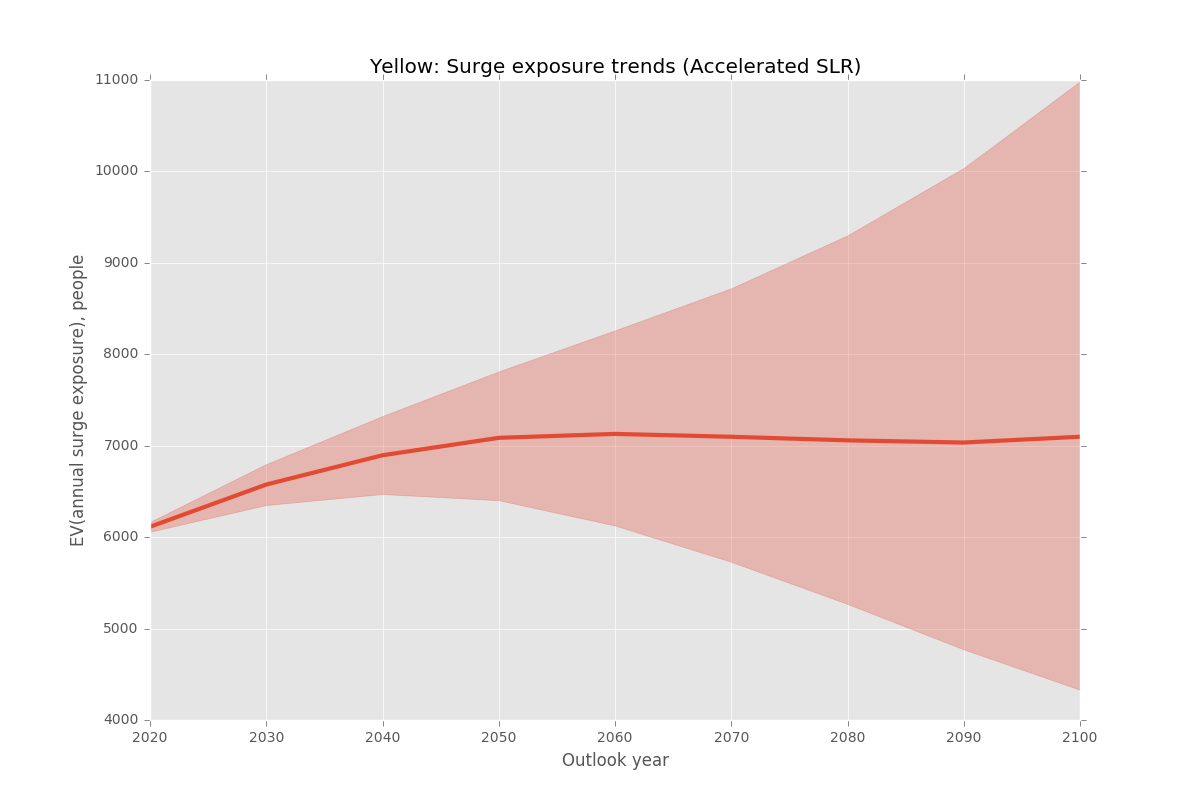 Yellow: Surge exposure trends (Accelerated SLR)
11000
10000
9000
8000
7000
6000
5000
4000
EV(annual surge exposure), people
2020 2030 2040 2050 2060 2070 2080 2090 2100
Outlook year